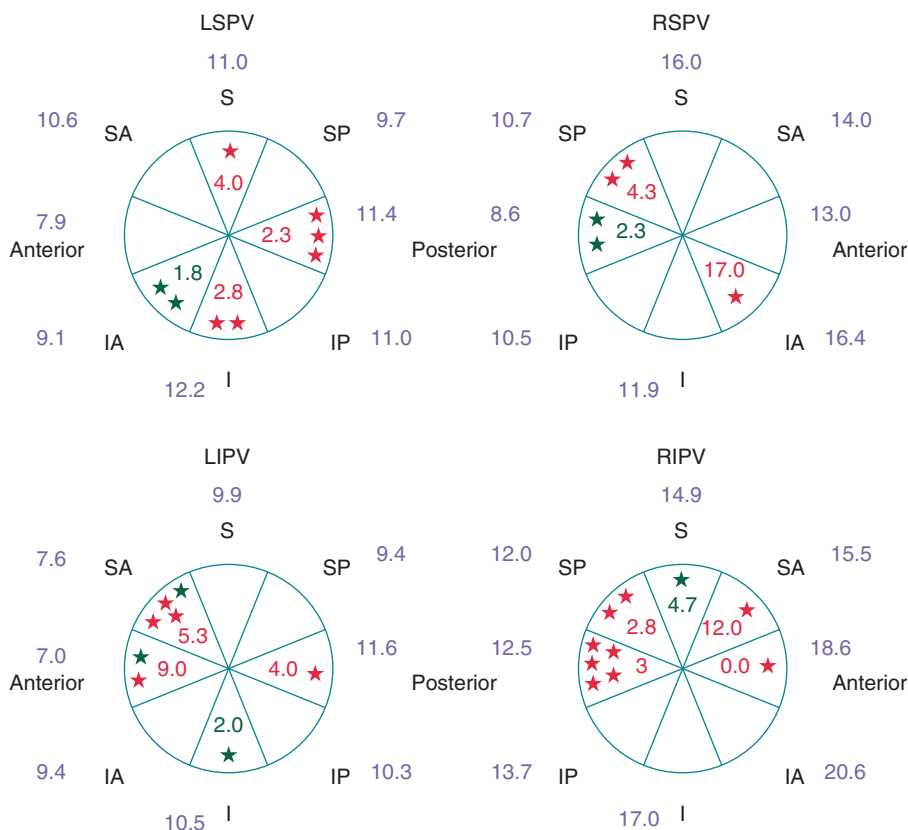 LSPV RSPV
11.0 16.0
S S
10.6 SA SP 9.7 10.7 SP SA 14.0
4.0 4.3
7.9 2.3 11.4 8.6 2.3 13.0
Anterior Posterior Anterior
1.8 2.8 17.0
9.1 IA IP 11.0 10.5 IP IA 16.4
12.2 I 11.9 I
LIPV RIPV
9.9 14.9
S S
7.6 SA SP 9.4 12.0 SP SA 15.5
5.3 2.8 4.7 12.0
7.0 9.0 4.0 11.6 12.5 3 0.0 18.6
Anterior Posterior Anterior
2.0
9.4 IA IP 10.3 13.7 IP IA 20.6
10.5 I 17.0 I